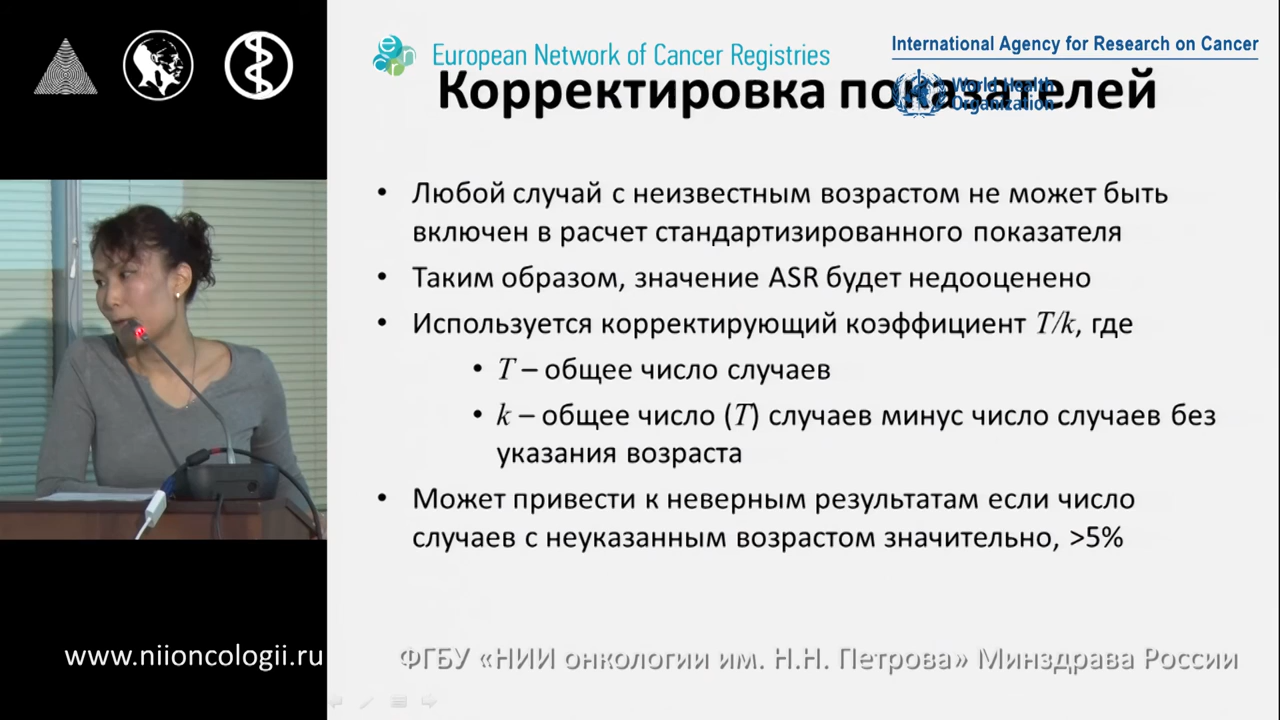 European Network of Cancer Registries
International Agency for Research on Cancer
World Health
Organization
Корректировка показателей
• Любой случай с неизвестным возрастом не может быть
включен в расчет стандартизированного показателя
• Таким образом, значение ASR будет недооценено
• Используется корректирующий коэффициент T/k, где
• T – общее число случаев
• k – общее число (T) случаев минус число случаев без
указания возраста
• Может привести к неверным результатам если число
случаев с неуказанным возрастом значительно, >5%
www.niioncologii.ru
ФГБУ «НИИ онкологии им. Н.Н. Петрова» Минздрава России